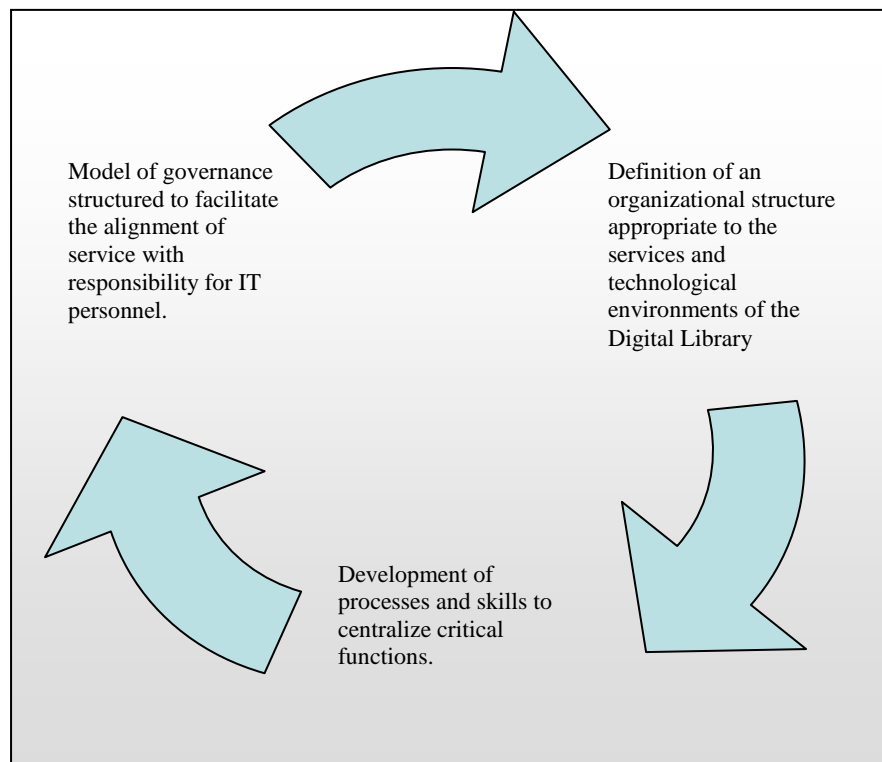 Model of governance
structured to facilitate
the alignment of
service with
responsibility for IT
personnel.
Definition of an
organizational structure
appropriate to the
services and
technological
environments of the
Digital Library
Development of
processes and skills to
centralize critical
functions.